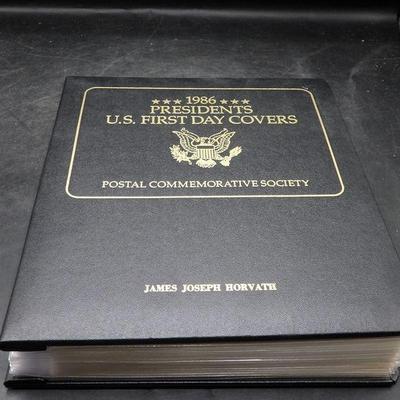 ★★★ 1986 ★★★
PRESIDENTS
U.S. FIRST DAY COVERS
POSTAL COMMEMORATIVE SOCIETY
JAMES JOSEPH HORVATH